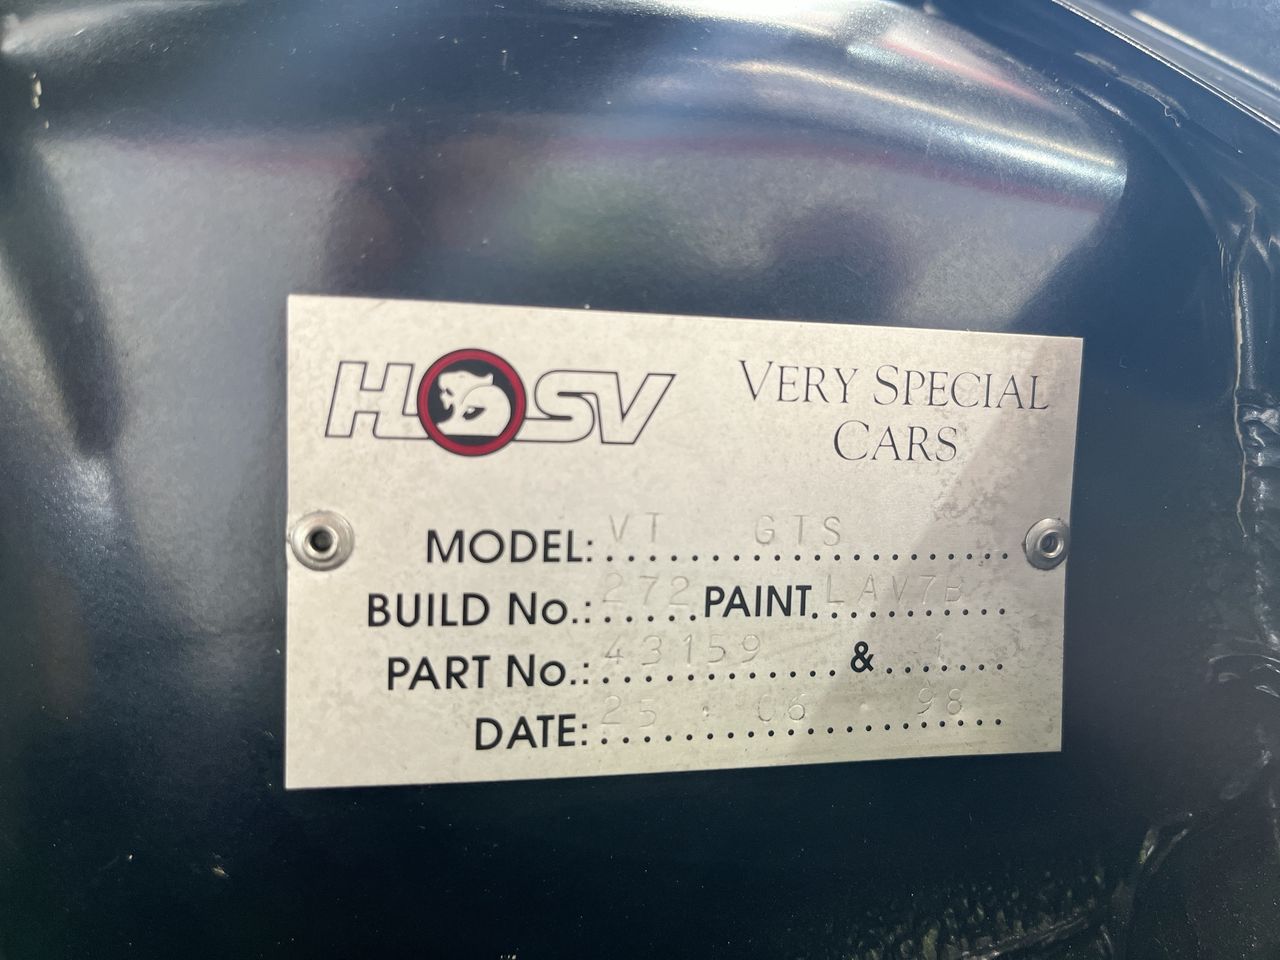 HSV VERY SPECIAL
CARS
MODEL: VT GTS
BUILD No.: 272 PAINT LAV7B
PART No.: 43159 & 1
DATE: 25 . 06 . 98